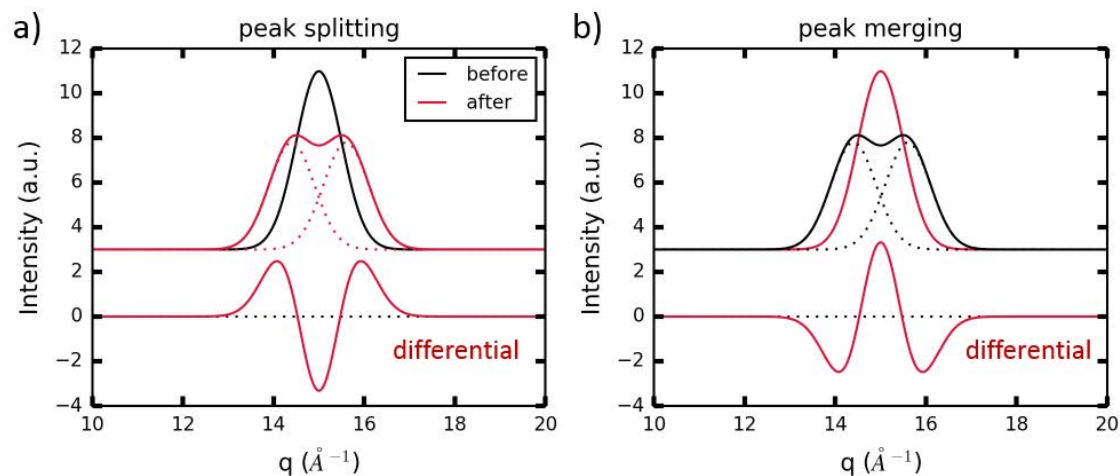 a)
peak splitting
12
10
8
6
4
2
0
−2
−4
Intensity (a.u.)
before
after
differential
10 12 14 16 18 20
q (Å⁻¹)
b)
peak merging
12
10
8
6
4
2
0
−2
−4
Intensity (a.u.)
differential
10 12 14 16 18 20
q (Å⁻¹)